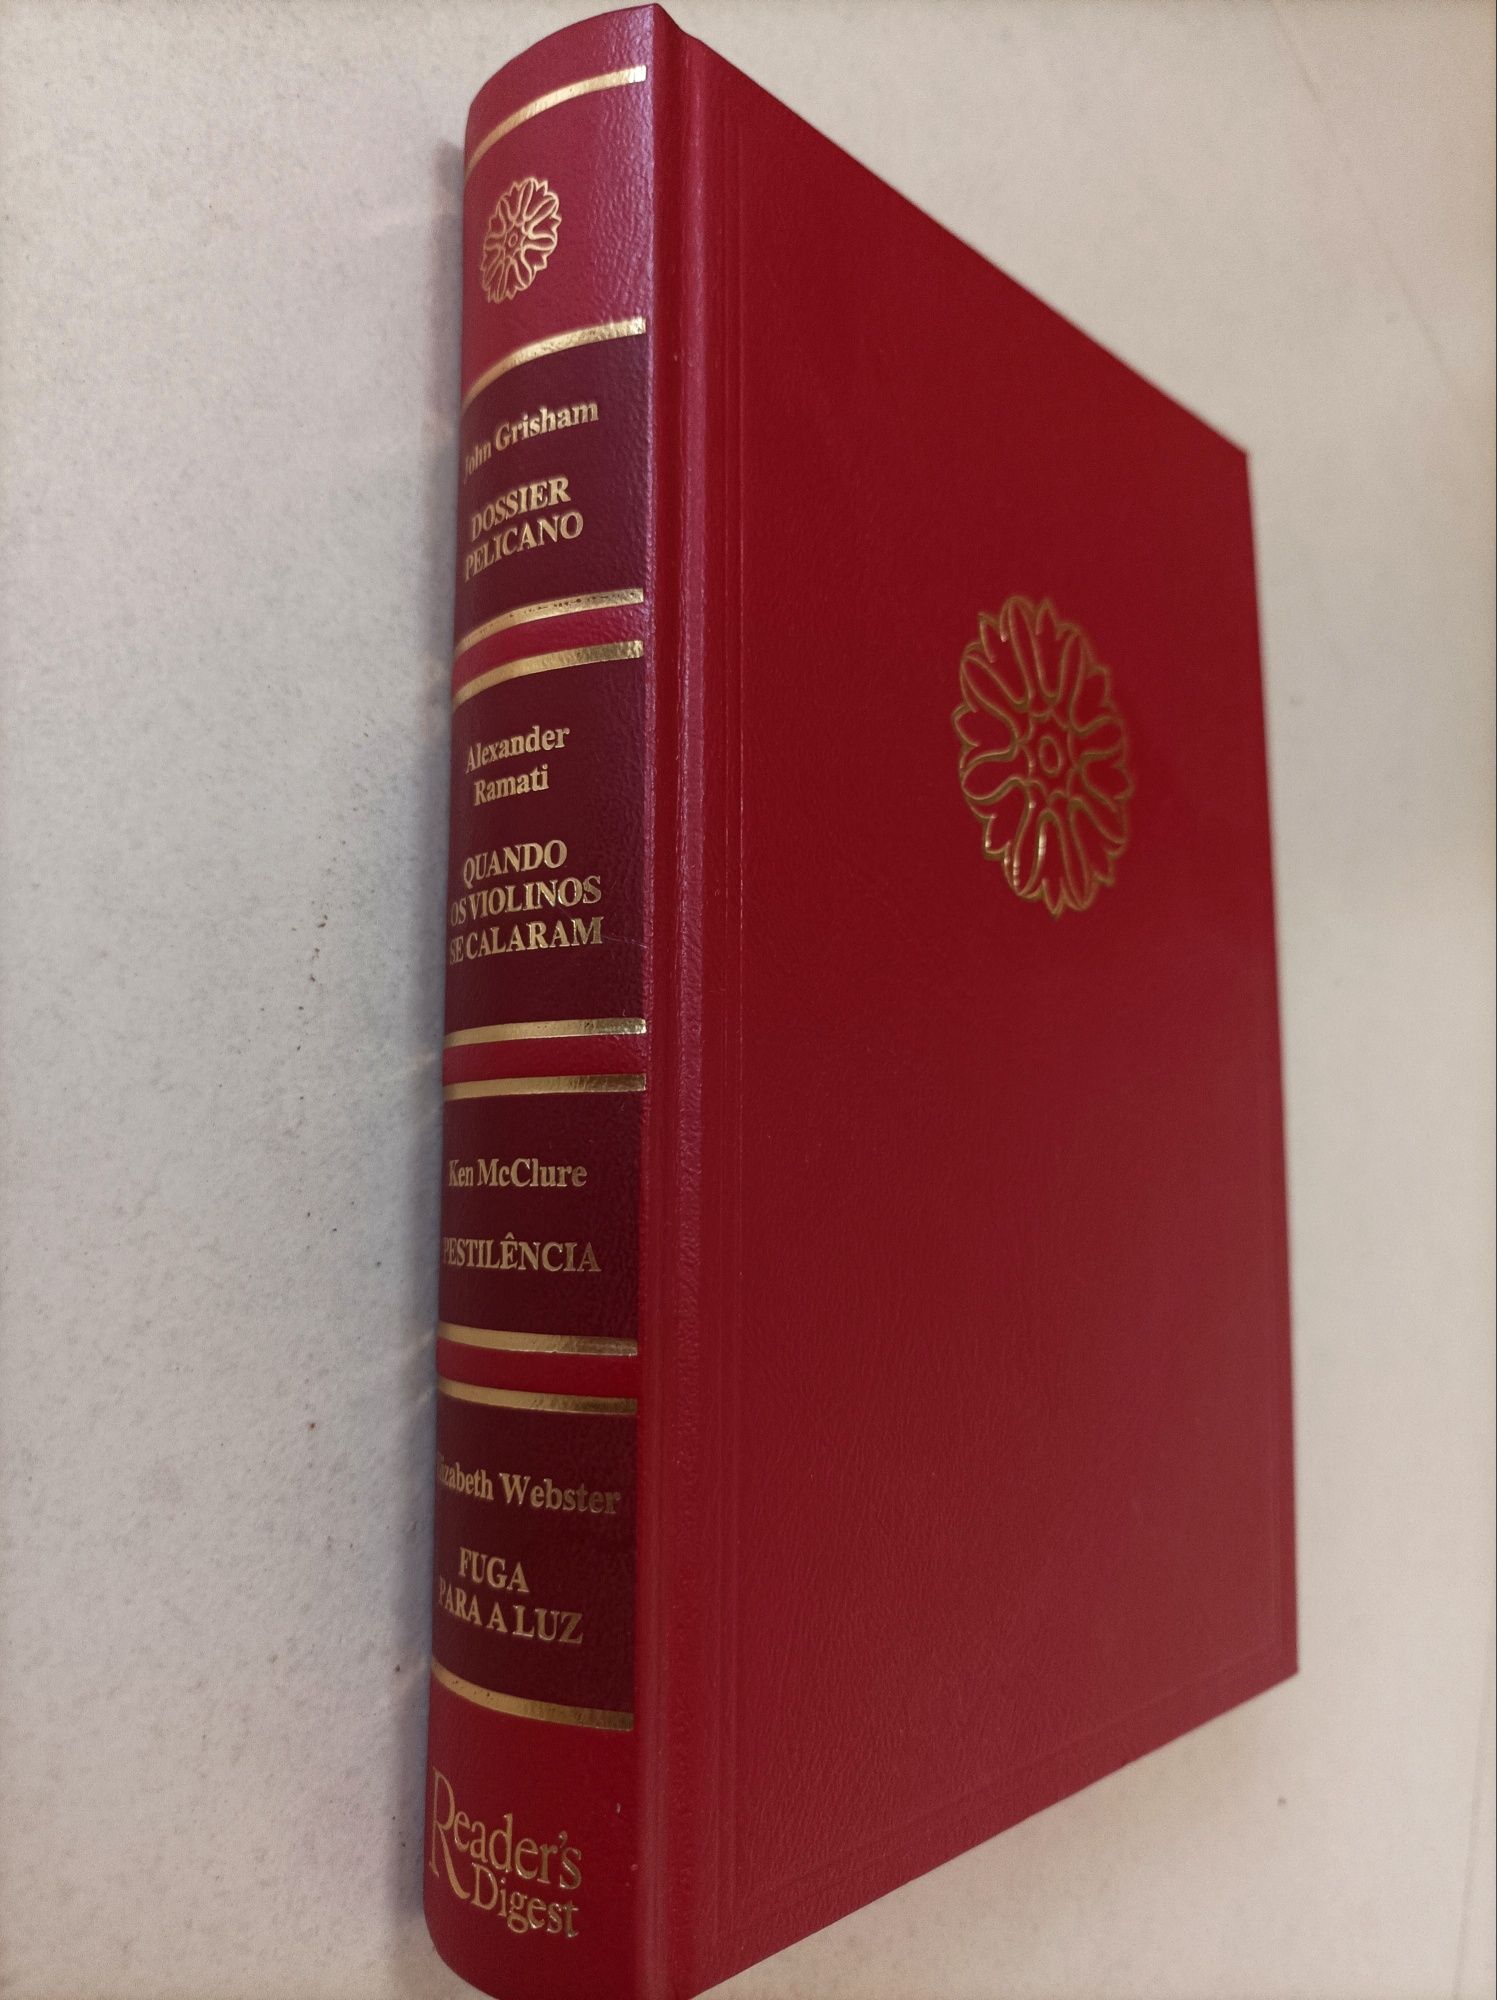 John Grisham
DOSSIER
PELICANO
Alexander
Ramati
QUANDO
OS VIOLINOS
SE CALARAM
Ken McClure
PESTILÊNCIA
Elizabeth Webster
FUGA
PARA A LUZ
Reader's
Digest